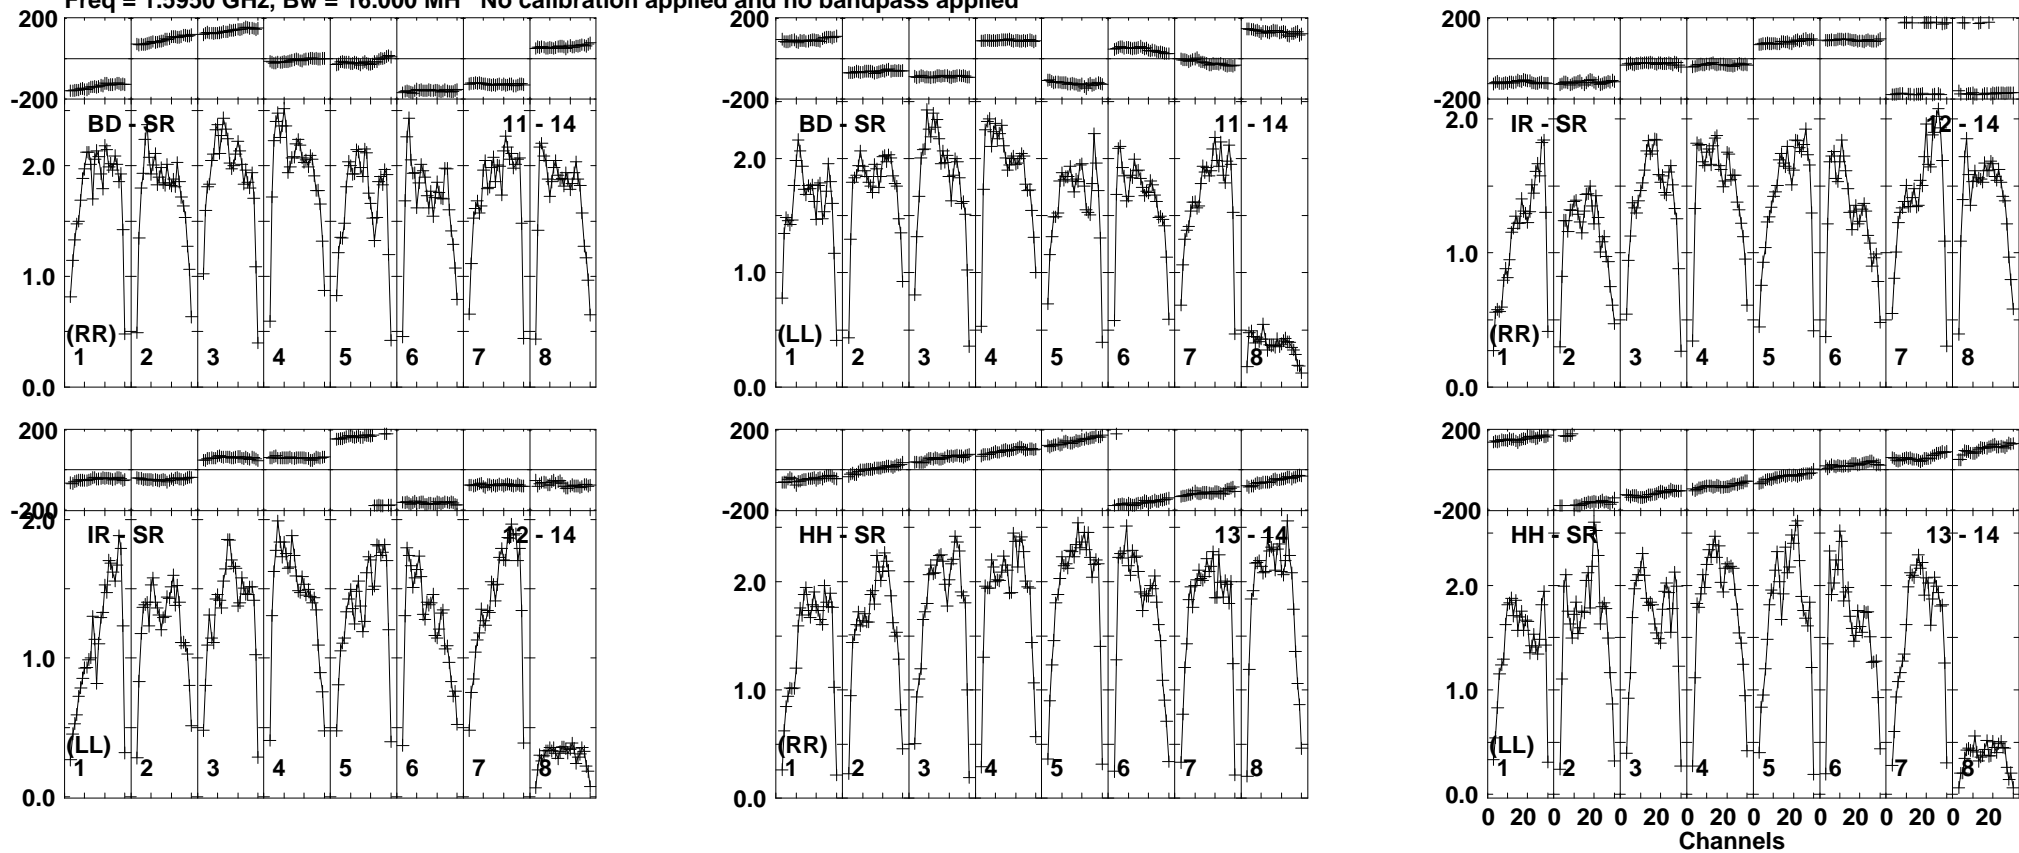 Freq = 1.5950 GHz, Bw = 16.000 MH No calibration applied and no bandpass applied
200
-200
BD - SR 11 - 14
2.0
1.0
(RR)
1 2 3 4 5 6 7 8
0.0
200
-200
BD - SR 11 - 14
2.0
1.0
(LL)
1 2 3 4 5 6 7 8
0.0
200
-200
2.0
IR - SR 12 - 14
1.0
(RR)
1 2 3 4 5 6 7 8
0.0
200
-200
2.0
IR - SR 12 - 14
1.0
(LL)
1 2 3 4 5 6 7 8
0.0
200
-200
HH - SR 13 - 14
2.0
1.0
(RR)
1 2 3 4 5 6 7 8
0.0
200
-200
HH - SR 13 - 14
2.0
1.0
(LL)
1 2 3 4 5 6 7 8
0.0
0 20 0 20 0 20 0 20 0 20 0 20 0 20 0 20
Channels